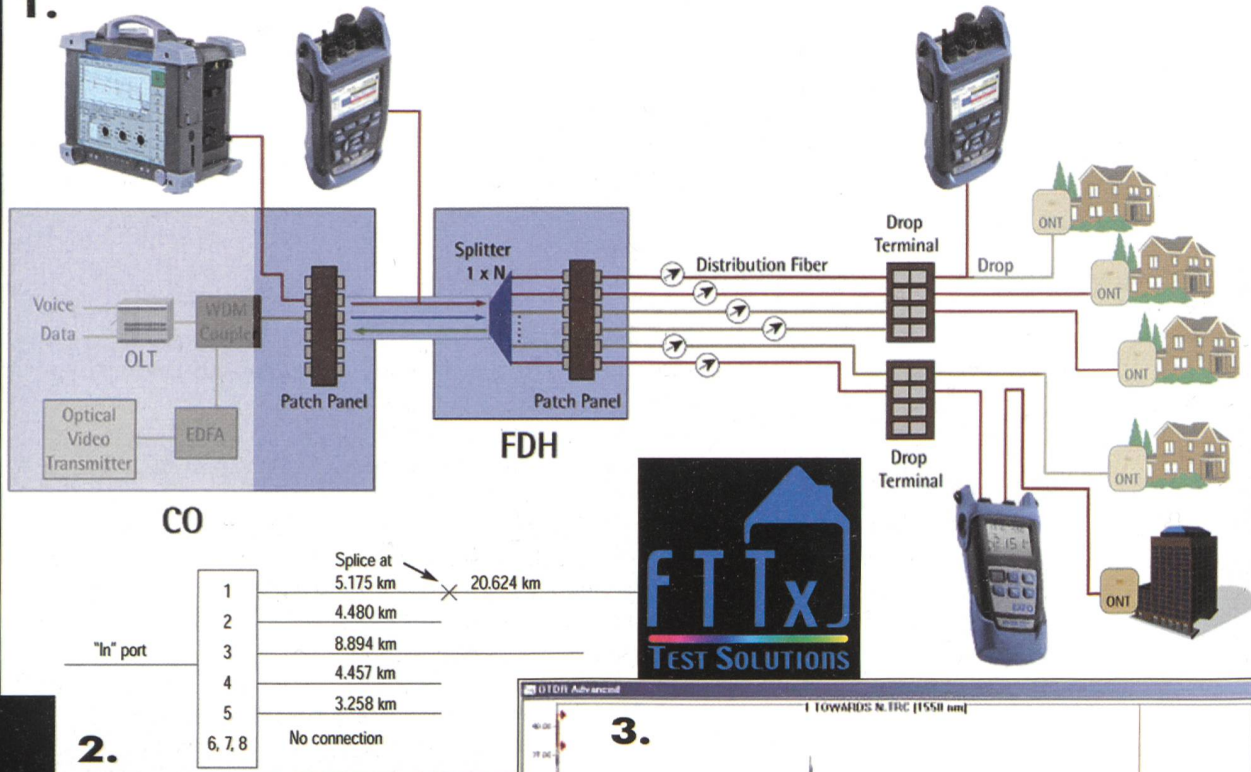 1.
Splitter
1 x N
Distribution Fiber
Drop
Terminal
Drop
ONT
ONT
ONT
ONT
ONT
Voice
Data
OLT
WDM
Coupler
Patch Panel
Patch Panel
Optical
Video
Transmitter
EDFA
FDH
CO
Drop
Terminal
Splice at
5.175 km
20.624 km
1
2
4.480 km
"In" port
3
8.894 km
4
4.457 km
5
3.258 km
6, 7, 8
No connection
2.
FTTx
TEST SOLUTIONS
EXFO
OTDR Advanced
3.